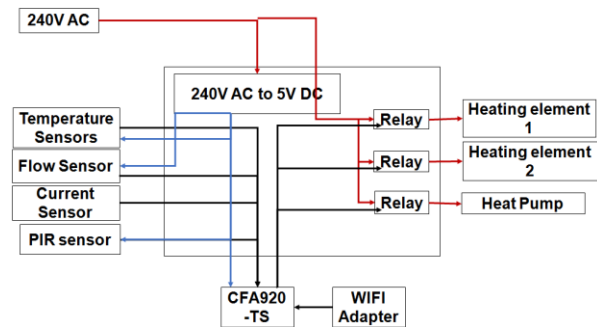 240V AC
240V AC to 5V DC
Temperature
Sensors
Flow Sensor
Current
Sensor
PIR sensor
Relay
Relay
Relay
Heating element
1
Heating element
2
Heat Pump
CFA920
-TS
WIFI
Adapter